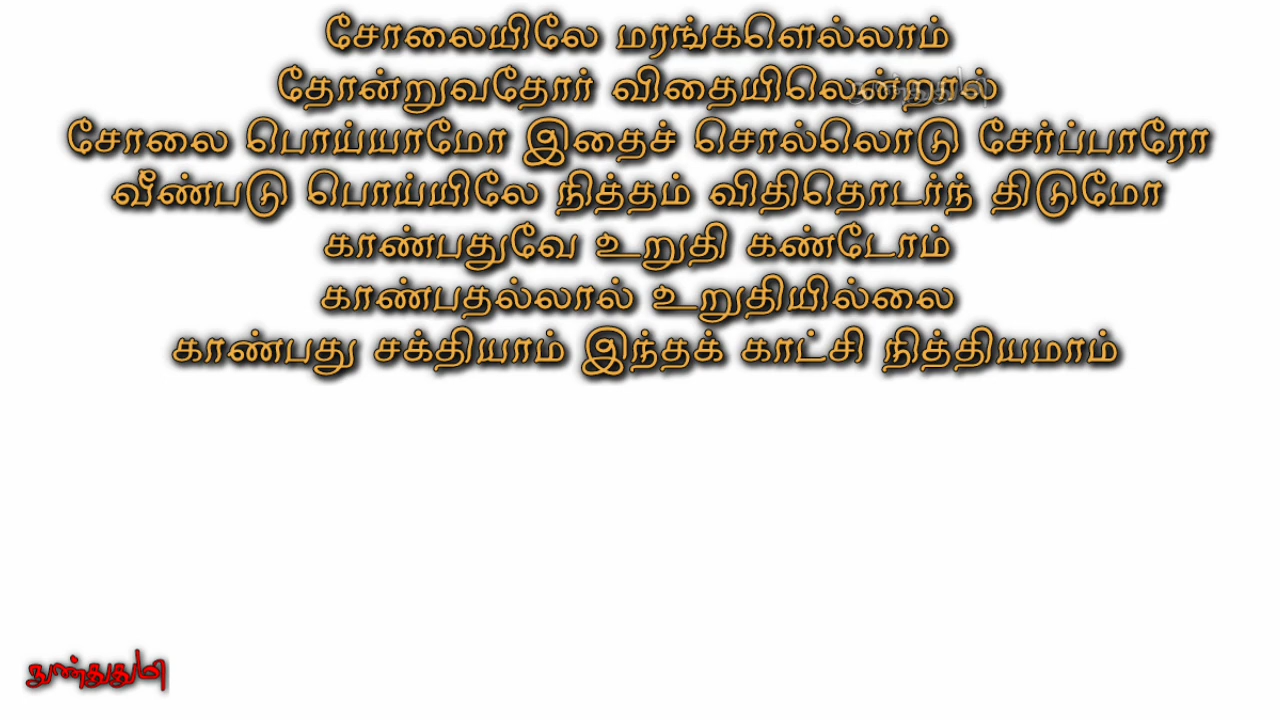 சோலையிலே மரங்களெல்லாம்
தோன்றுவதோர் விதையிலென்றால்
சோலை பொய்யாமோ இதைச் சொல்லொடு சேர்ப்பாரோ
வீண்படு பொய்யிலே நித்தம் விதிதொடர்ந் திடுமோ
காண்பதுவே உறுதி கண்டோம்
காண்பதல்லால் உறுதியில்லை
காண்பது சக்தியாம் இந்தக் காட்சி நித்தியமாம்